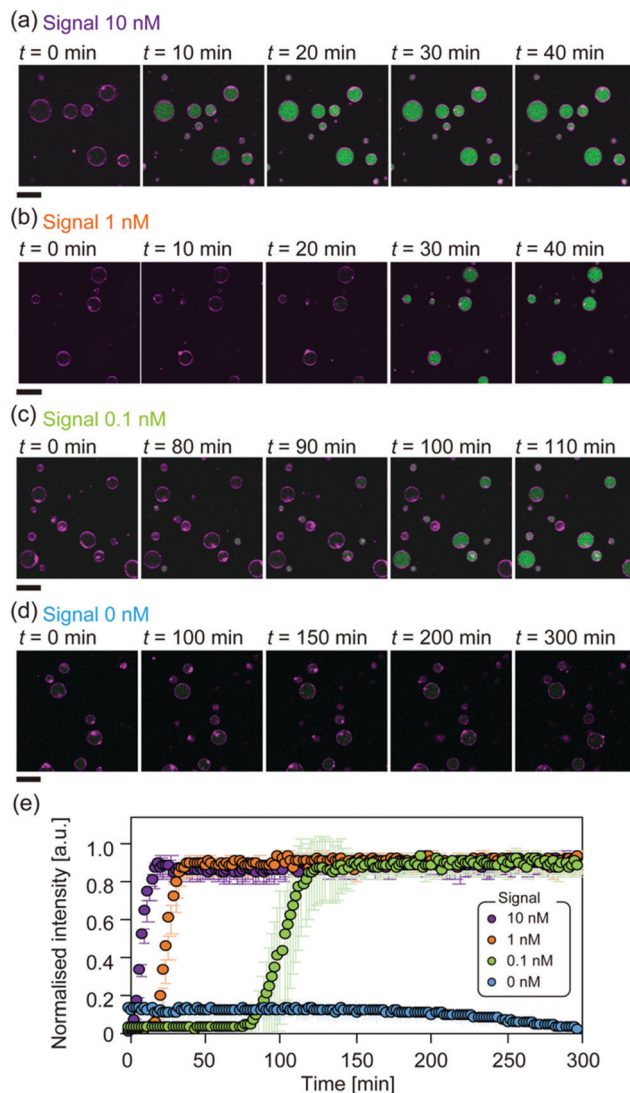 (a) Signal 10 nM
t = 0 min t = 10 min t = 20 min t = 30 min t = 40 min
(b) Signal 1 nM
t = 0 min t = 10 min t = 20 min t = 30 min t = 40 min
(c) Signal 0.1 nM
t = 0 min t = 80 min t = 90 min t = 100 min t = 110 min
(d) Signal 0 nM
t = 0 min t = 100 min t = 150 min t = 200 min t = 300 min
(e)
Normalised intensity [a.u.]
1.0
0.8
0.6
0.4
0.2
0
Signal
10 nM
1 nM
0.1 nM
0 nM
0 50 100 150 200 250 300
Time [min]